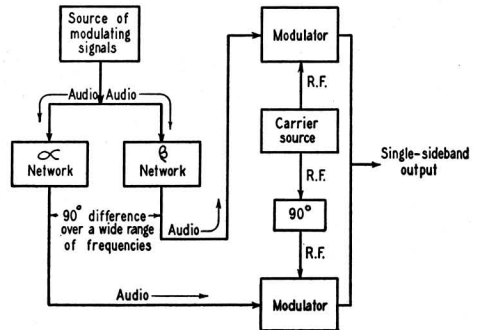 Source of
modulating
signals
Modulator
Audio Audio
R.F.
Carrier
source
∝
Network
β
Network
Single-sideband
output
R.F.
90° difference
over a wide range
of frequencies
Audio
90°
R.F.
Audio
Modulator